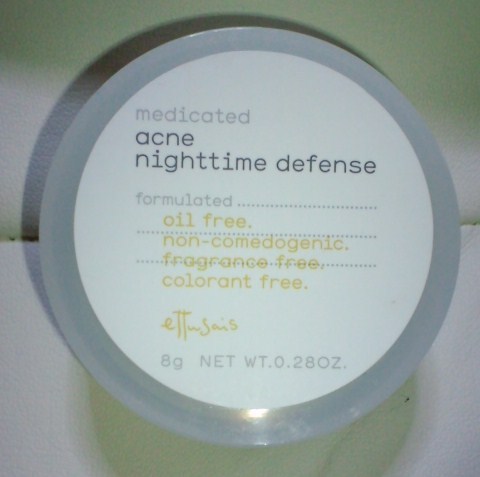 medicated
acne
nighttime defense
formulated
oil free.
non-comedogenic.
fragrance free.
colorant free.
ettusais
8g NET WT.0.28OZ.